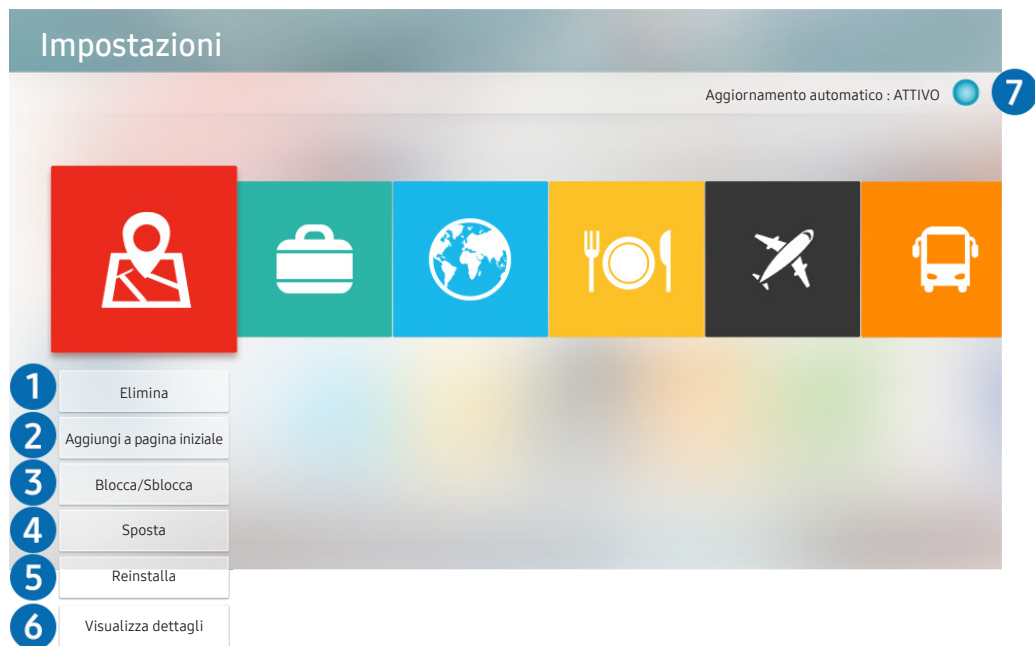 Impostazioni
Aggiornamento automatico : ATTIVO
7
1
Elimina
2
Aggiungi a pagina iniziale
3
Blocca/Sblocca
4
Sposta
5
Reinstalla
6
Visualizza dettagli